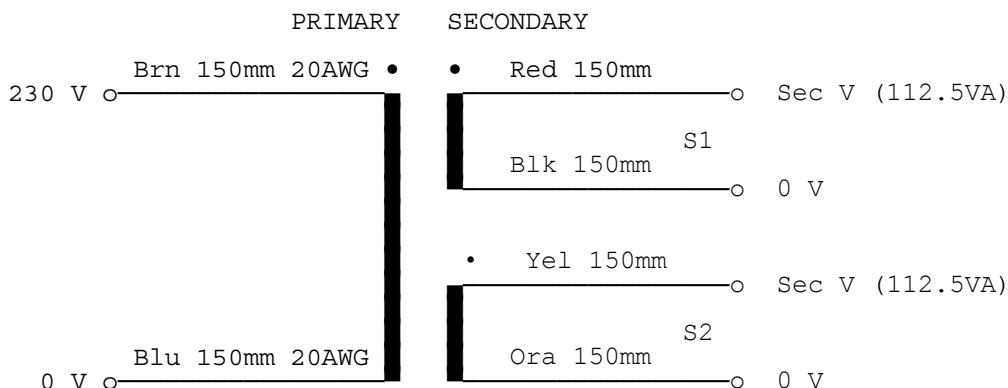 PRIMARY SECONDARY
Brn 150mm 20AWG • • Red 150mm
230 V Sec V (112.5VA)
S1
Blk 150mm
0 V
• Yel 150mm
Sec V (112.5VA)
S2
Blu 150mm 20AWG Ora 150mm
0 V 0 V